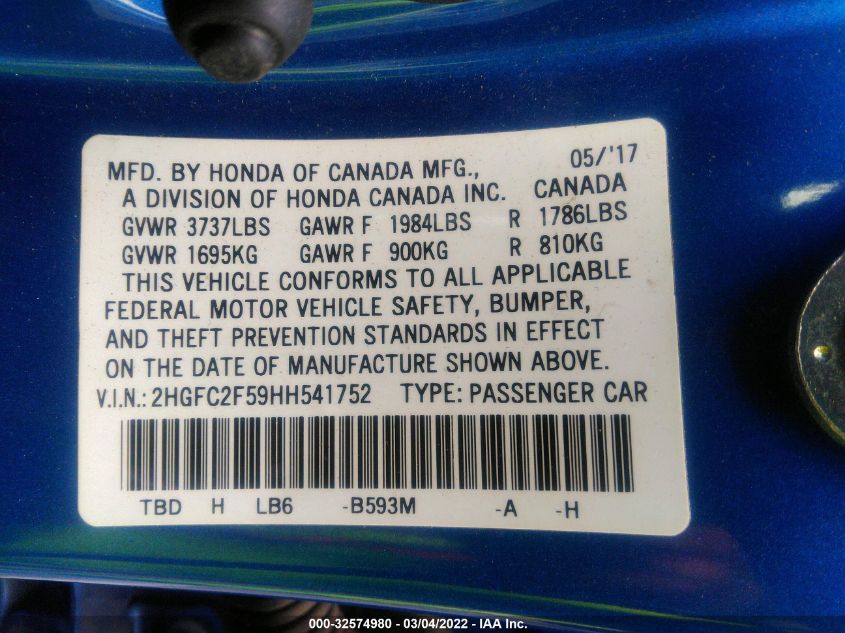 MFD. BY HONDA OF CANADA MFG., 05/'17
A DIVISION OF HONDA CANADA INC. CANADA
GVWR 3737LBS GAWR F 1984LBS R 1786LBS
GVWR 1695KG GAWR F 900KG R 810KG
THIS VEHICLE CONFORMS TO ALL APPLICABLE
FEDERAL MOTOR VEHICLE SAFETY, BUMPER,
AND THEFT PREVENTION STANDARDS IN EFFECT
ON THE DATE OF MANUFACTURE SHOWN ABOVE.
V.I.N.: 2HGFC2F59HH541752 TYPE: PASSENGER CAR
TBD H LB6 -B593M -A -H
000-32574980 - 03/04/2022 - IAA Inc.